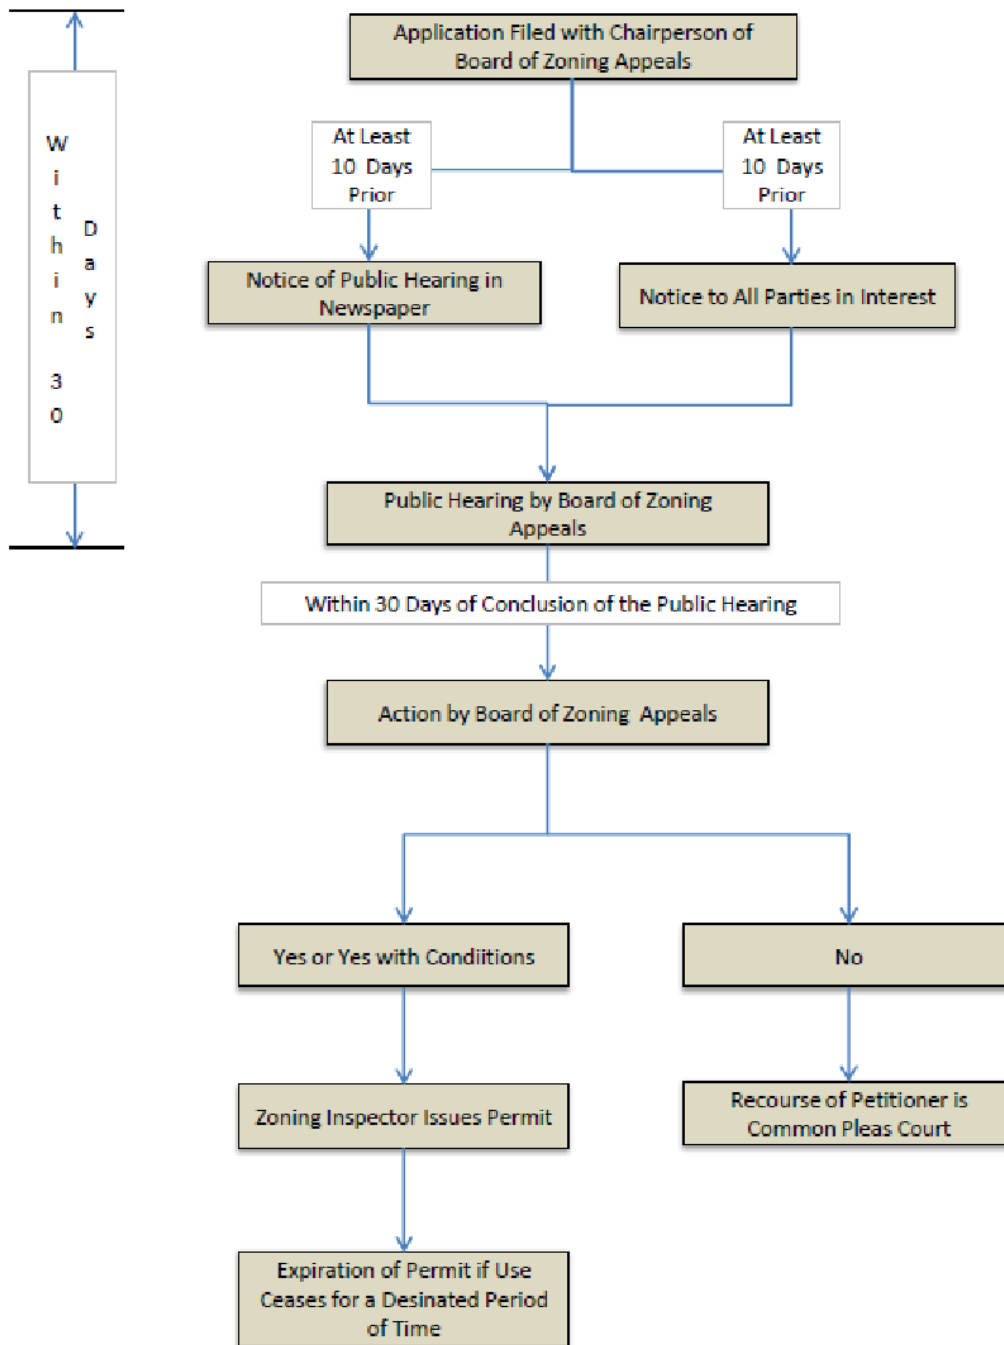 Application Filed with Chairperson of
Board of Zoning Appeals
Within 30
Days
At Least
10 Days
Prior
At Least
10 Days
Prior
Notice of Public Hearing in
Newspaper
Notice to All Parties in Interest
Public Hearing by Board of Zoning
Appeals
Within 30 Days of Conclusion of the Public Hearing
Action by Board of Zoning Appeals
Yes or Yes with Condiitions
No
Zoning Inspector Issues Permit
Recourse of Petitioner is
Common Pleas Court
Expiration of Permit if Use
Ceases for a Desinated Period
of Time